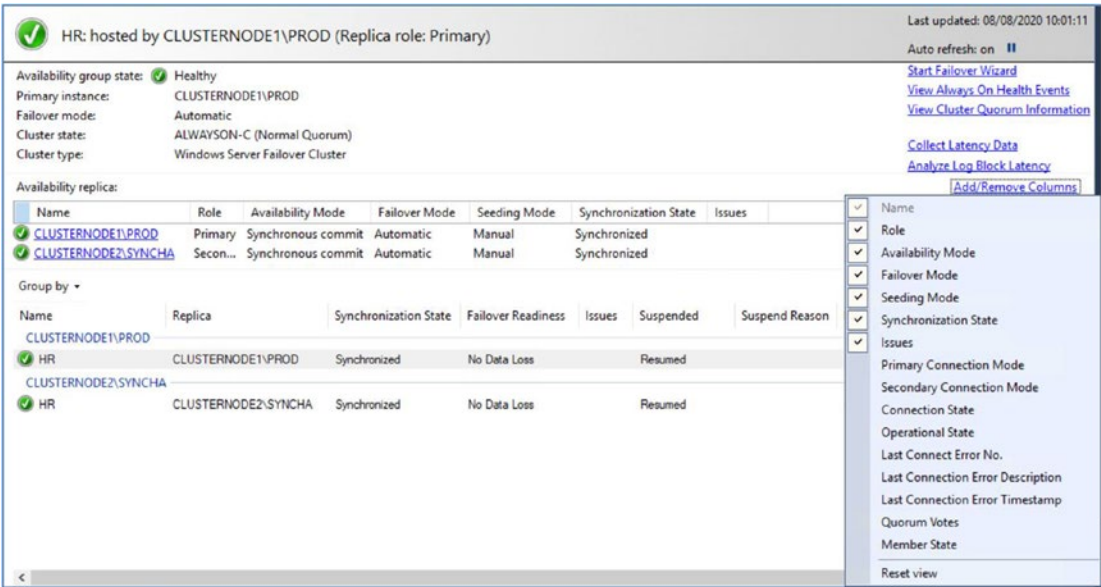 HR: hosted by CLUSTERNODE1\PROD (Replica role: Primary)
Last updated: 08/08/2020 10:01:11
Auto refresh: on
Availability group state: Healthy
Primary instance: CLUSTERNODE1\PROD
Failover mode: Automatic
Cluster state: ALWAYSON-C (Normal Quorum)
Cluster type: Windows Server Failover Cluster
Start Failover Wizard
View Always On Health Events
View Cluster Quorum Information
Collect Latency Data
Analyze Log Block Latency
Availability replica:
Add/Remove Columns
Name Role Availability Mode Failover Mode Seeding Mode Synchronization State Issues
CLUSTERNODE1\PROD Primary Synchronous commit Automatic Manual Synchronized
CLUSTERNODE2\SYNCHA Secon... Synchronous commit Automatic Manual Synchronized
Group by
Name Replica Synchronization State Failover Readiness Issues Suspended Suspend Reason
CLUSTERNODE1\PROD
HR CLUSTERNODE1\PROD Synchronized No Data Loss Resumed
CLUSTERNODE2\SYNCHA
HR CLUSTERNODE2\SYNCHA Synchronized No Data Loss Resumed
Name
Role
Availability Mode
Failover Mode
Seeding Mode
Synchronization State
Issues
Primary Connection Mode
Secondary Connection Mode
Connection State
Operational State
Last Connect Error No.
Last Connection Error Description
Last Connection Error Timestamp
Quorum Votes
Member State
Reset view